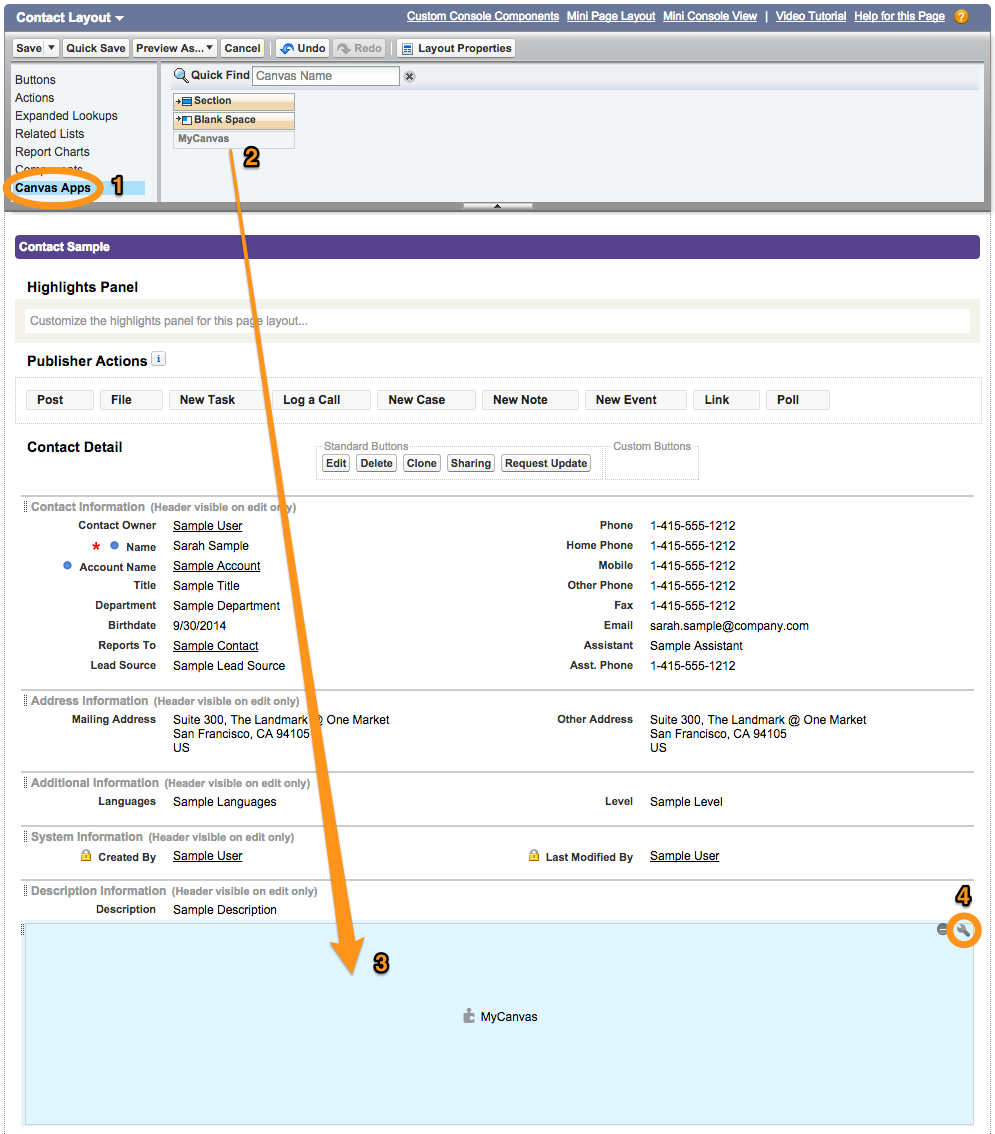 Contact Layout
Custom Console Components Mini Page Layout Mini Console View | Video Tutorial Help for this Page ?
Save Quick Save Preview As... Cancel Undo Redo Layout Properties
Buttons
Actions
Expanded Lookups
Related Lists
Report Charts
Components
Canvas Apps
1
Quick Find Canvas Name
Section
Blank Space
MyCanvas
2
Contact Sample
Highlights Panel
Customize the highlights panel for this page layout...
Publisher Actions i
Post File New Task Log a Call New Case New Note New Event Link Poll
Contact Detail
Standard Buttons
Edit Delete Clone Sharing Request Update
Custom Buttons
Contact Information (Header visible on edit only)
Contact Owner Sample User Phone 1-415-555-1212
* Name Sarah Sample Home Phone 1-415-555-1212
Account Name Sample Account Mobile 1-415-555-1212
Title Sample Title Other Phone 1-415-555-1212
Department Sample Department Fax 1-415-555-1212
Birthdate 9/30/2014 Email sarah.sample@company.com
Reports To Sample Contact Assistant Sample Assistant
Lead Source Sample Lead Source Asst. Phone 1-415-555-1212
Address Information (Header visible on edit only)
Mailing Address Suite 300, The Landmark @ One Market Other Address Suite 300, The Landmark @ One Market
San Francisco, CA 94105 San Francisco, CA 94105
US US
Additional Information (Header visible on edit only)
Languages Sample Languages Level Sample Level
System Information (Header visible on edit only)
Created By Sample User Last Modified By Sample User
Description Information (Header visible on edit only)
Description Sample Description
4
3
MyCanvas